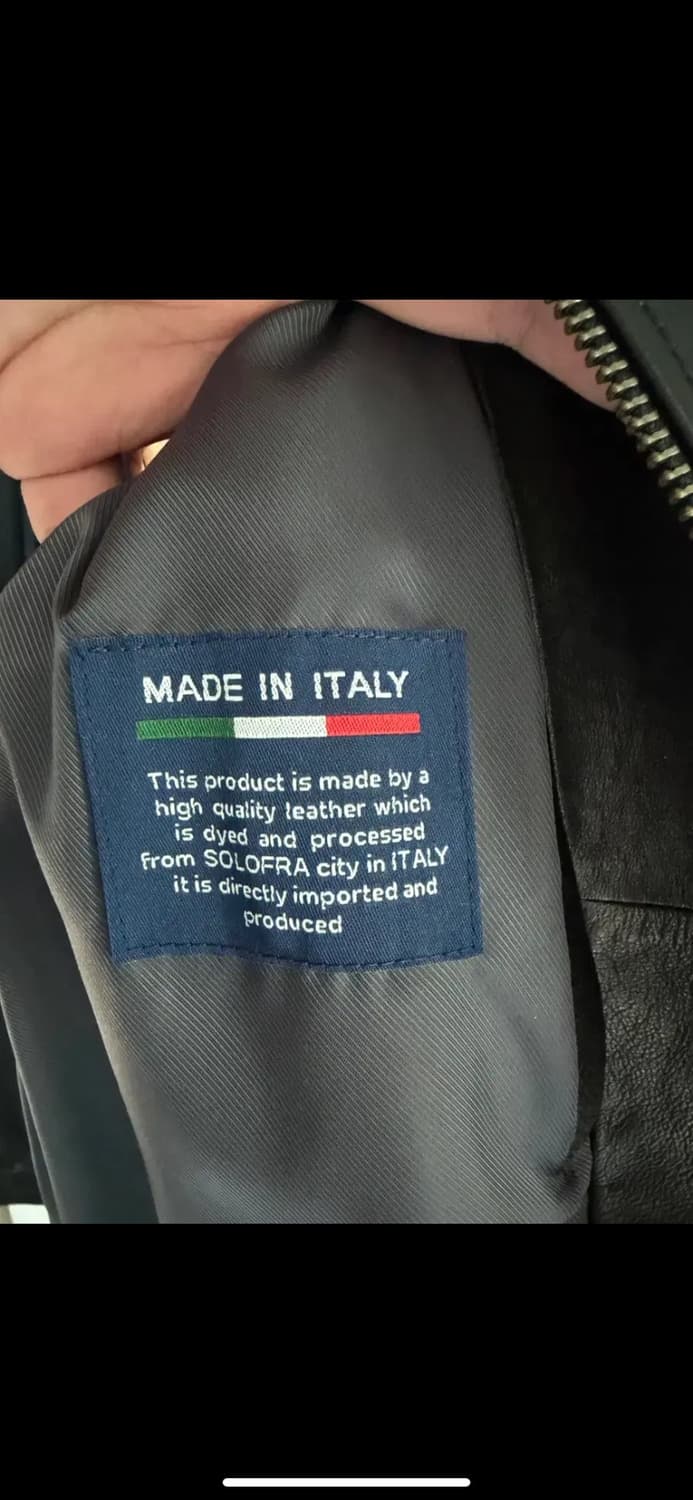 MADE IN ITALY
This product is made by a
high quality leather which
is dyed and processed
From SOLOFRA city in ITALY
it is directly imported and
produced